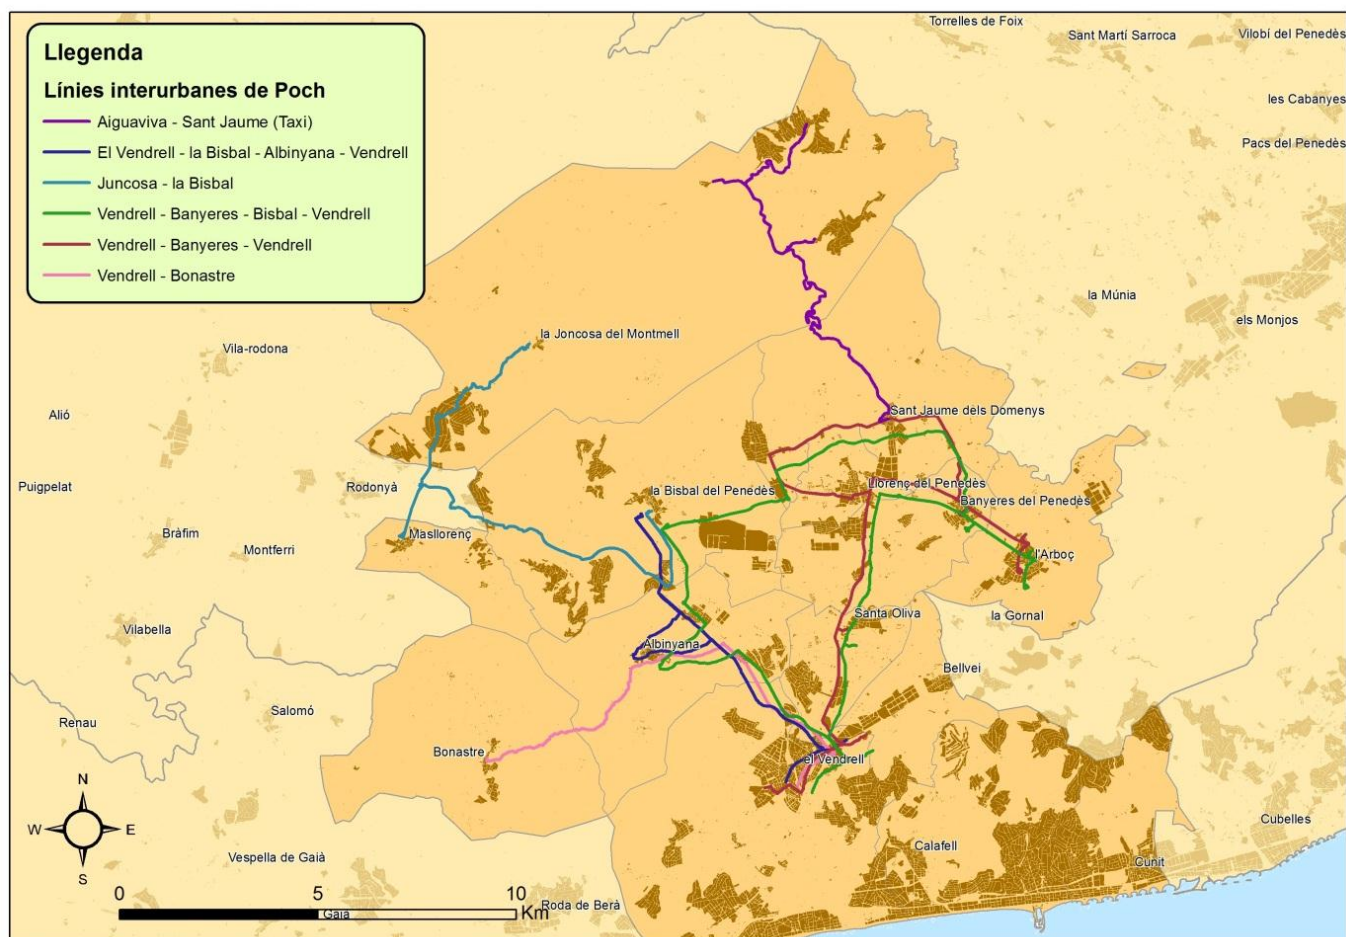 Llegenda
Línies interurbanes de Poch
Aiguaviva - Sant Jaume (Taxi)
El Vendrell - la Bisbal - Albinyana - Vendrell
Juncosa - la Bisbal
Vendrell - Banyeres - Bisbal - Vendrell
Vendrell - Banyeres - Vendrell
Vendrell - Bonastre
Torrelles de Foix
Sant Martí Sarroca
Vilobí del Penedès
les Cabanyes
Pacs del Penedès
la Múnia
els Monjos
la Joncosa del Montmell
Vila-rodona
Alió
Sant Jaume dels Domenys
Puigpelat
Rodonyà
la Bisbal del Penedès
Llorenç del Penedès
Banyeres del Penedès
Bràfim
Montferri
Masllorenç
l'Arboç
Vilabella
Albinyana
Santa Oliva
la Gornal
Bellvei
Renau
Salomó
Bonastre
el Vendrell
N
W
E
S
Vespella de Gaià
Calafell
Cunit
Cubelles
0
5
10
Km
Gaià
Roda de Berà